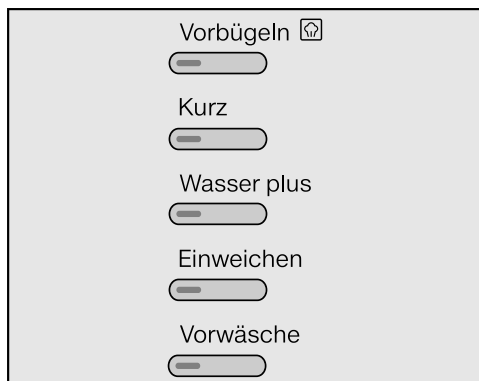 Vorbügeln
Kurz
Wasser plus
Einweichen
Vorwäsche